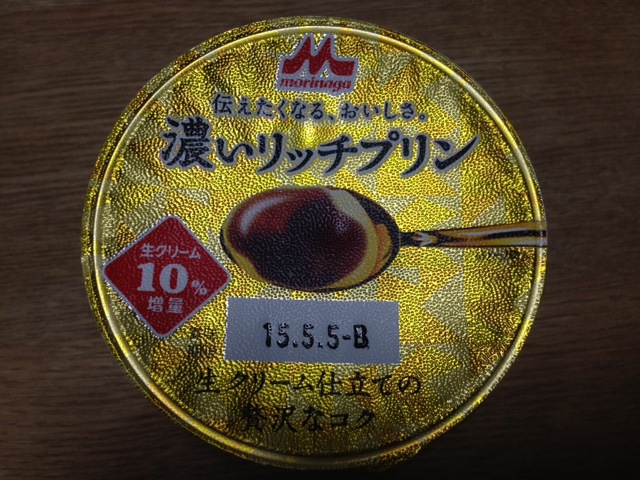 morinaga
伝えたくなる、おいしさ。
濃いリッチプリン
生クリーム
10%
増量
15.5.5-B
生クリーム仕立ての
贅沢なコク